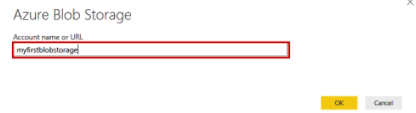 Azure Blob Storage
Account name or URL
myfirstblobstorage
OK Cancel